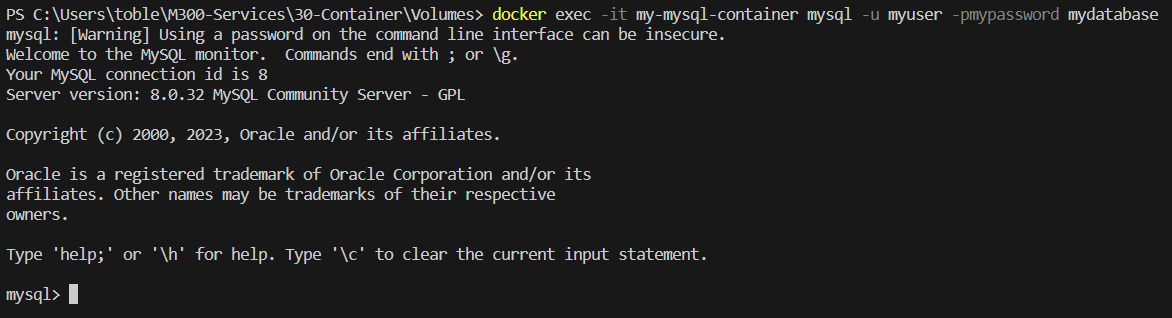 PS C:\Users\toble\M300-Services\30-Container\Volumes> docker exec -it my-mysql-container mysql -u myuser -pmypassword mydatabase
mysql: [Warning] Using a password on the command line interface can be insecure.
Welcome to the MySQL monitor.  Commands end with ; or \g.
Your MySQL connection id is 8
Server version: 8.0.32 MySQL Community Server - GPL

Copyright (c) 2000, 2023, Oracle and/or its affiliates.

Oracle is a registered trademark of Oracle Corporation and/or its
affiliates. Other names may be trademarks of their respective
owners.

Type 'help;' or '\h' for help. Type '\c' to clear the current input statement.

mysql>